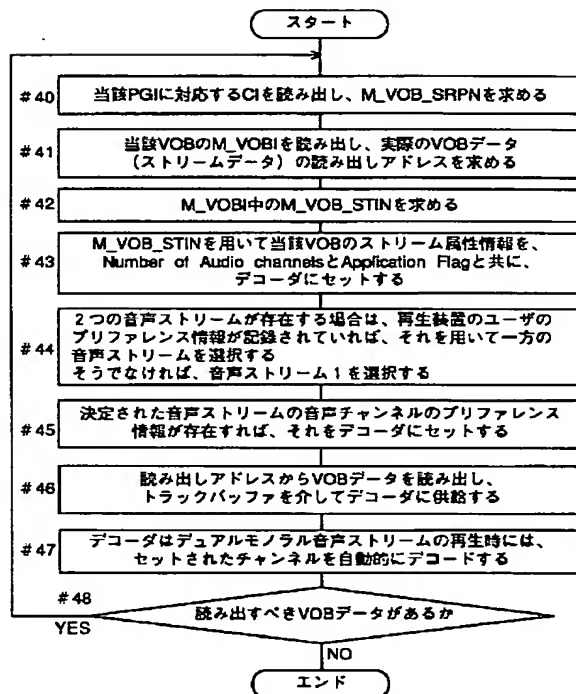 スタート
#40
当該PGIに対応するCIを読み出し、M_VOB_SRPNを求める
#41
当該VOBのM_VOBIを読み出し、実際のVOBデータ
(ストリームデータ)の読み出しアドレスを求める
#42
M_VOBI中のM_VOB_STINを求める
#43
M_VOB_STINを用いて当該VOBのストリーム属性情報を、
Number of Audio channelsとApplication Flagと共に、
デコーダにセットする
#44
2つの音声ストリームが存在する場合は、再生装置のユーザの
プリファレンス情報が記録されていれば、それを用いて一方の
音声ストリームを選択する
そうでなければ、音声ストリーム1を選択する
#45
決定された音声ストリームの音声チャンネルのプリファレンス
情報が存在すれば、それをデコーダにセットする
#46
読み出しアドレスからVOBデータを読み出し、
トラックバッファを介してデコーダに供給する
#47
デコーダはデュアルモノラル音声ストリームの再生時には、
セットされたチャンネルを自動的にデコードする
#48
読み出すべきVOBデータがあるか
YES
NO
エンド